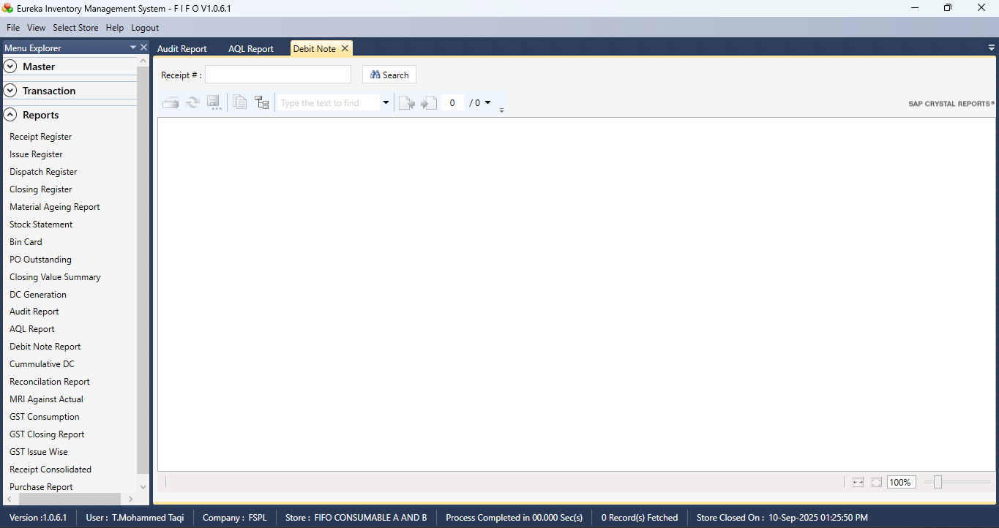 Eureka Inventory Management System - F I F O V1.0.6.1
File View Select Store Help Logout
Menu Explorer
Audit Report AQL Report Debit Note
Master
Transaction
Reports
Receipt Register
Issue Register
Dispatch Register
Closing Register
Material Ageing Report
Stock Statement
Bin Card
PO Outstanding
Closing Value Summary
DC Generation
Audit Report
AQL Report
Debit Note Report
Cummulative DC
Reconcilation Report
MRI Against Actual
GST Consumption
GST Closing Report
GST Issue Wise
Receipt Consolidated
Purchase Report
Receipt # : Search
Type the text to find 0 / 0
SAP CRYSTAL REPORTS®
100%
Version :1.0.6.1 User : T.Mohammed Taqi Company : FSPL Store : FIFO CONSUMABLE A AND B Process Completed in 00.000 Sec(s) 0 Record(s) Fetched Store Closed On : 10-Sep-2025 01:25:50 PM